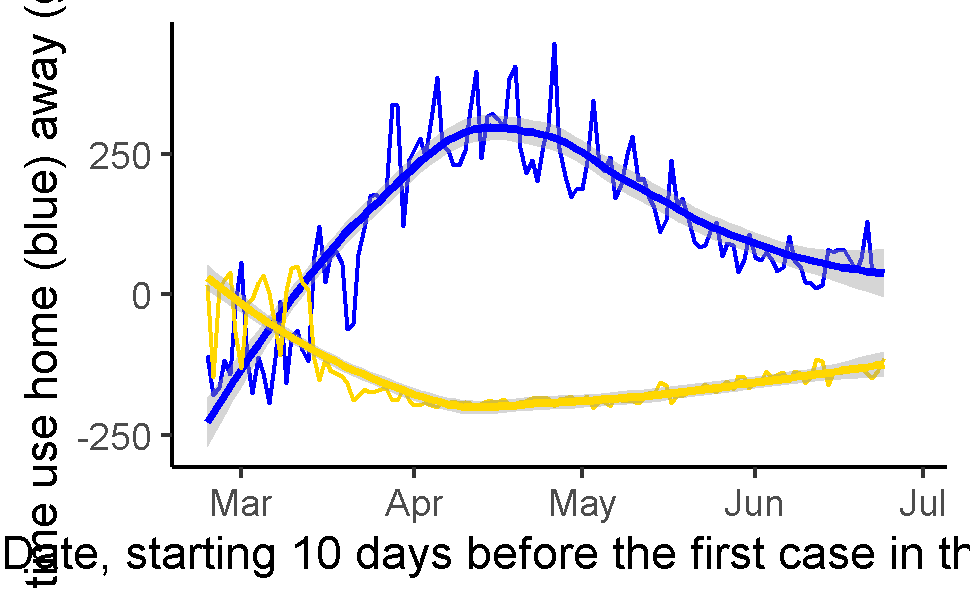 time use home (blue) away (
250
0
-250
Mar Apr May Jun Jul
Date, starting 10 days before the first case in th